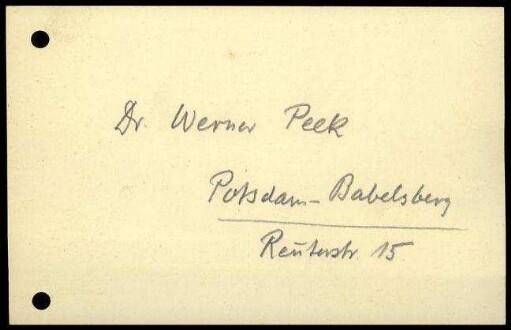 Dr. Werner Peek
Potsdam-Babelsberg
Reuterstr. 15